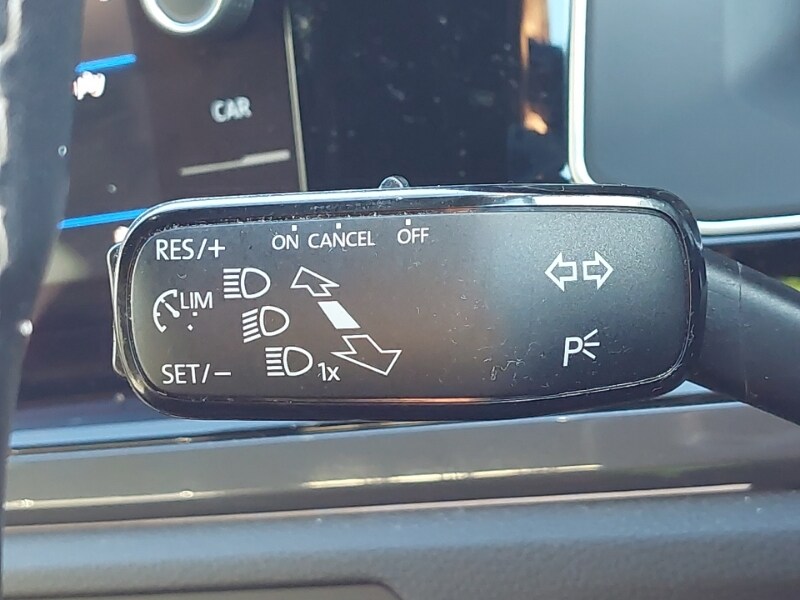 CAR
RES/+
ON CANCEL OFF
LIM
SET/−
1x
P